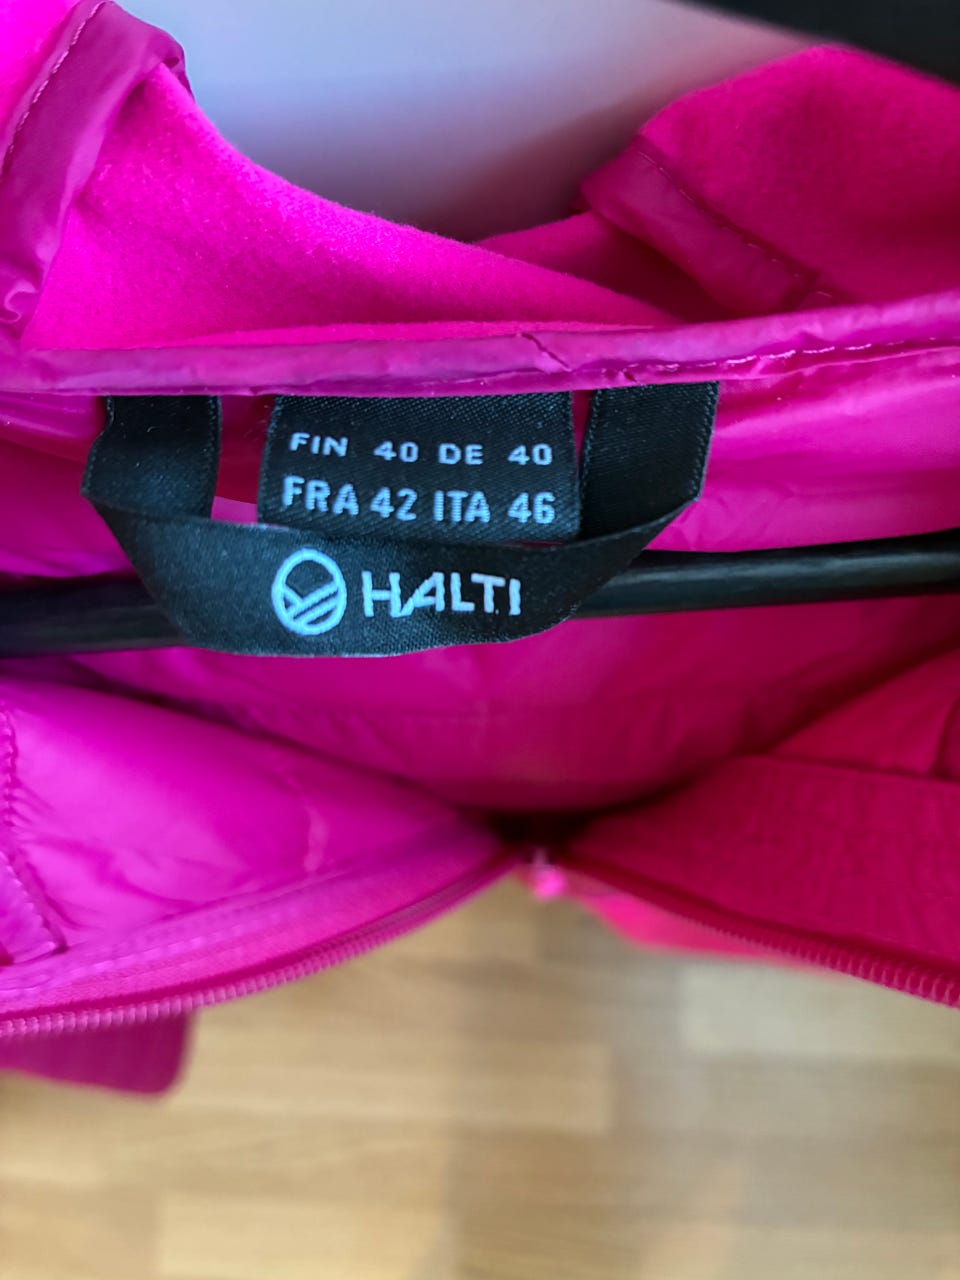 FIN 40 DE 40
FRA 42 ITA 46
HALTI